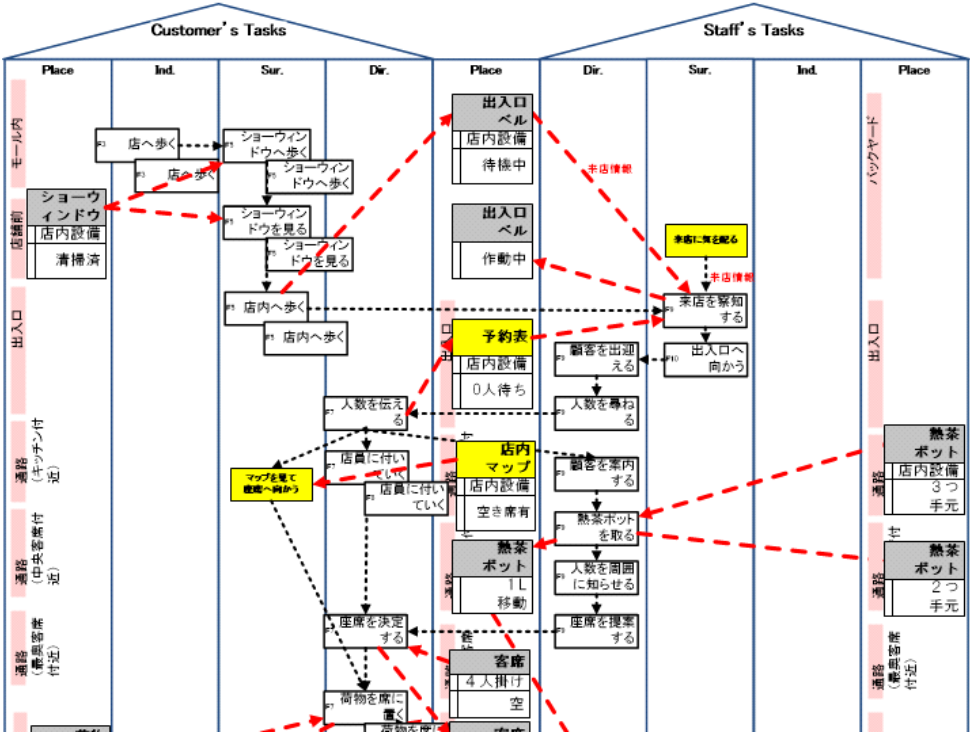 Customer's Tasks
Staff's Tasks
Place
Ind.
Sur.
Dir.
Place
Dir.
Sur.
Ind.
Place
モール内
店舗前
出入口
通路
(キッチン付
近)
通路
(中央客席付
近)
通路
(最奥客席
付近)
店へ歩く
店へ歩く
ショーウィン
ドウへ歩く
ショーウィン
ドウへ歩く
ショーウ
ィンドウ
店内設備
清掃済
ショーウィン
ドウを見る
ショーウィン
ドウを見る
店内へ歩く
店内へ歩く
人数を伝え
る
店員に付い
ていく
店員に付い
ていく
マップを見て
座席へ向かう
座席を決定
する
荷物を席に
置く
出入口
ベル
店内設備
待機中
出入口
ベル
作動中
予約表
店内設備
0人待ち
店内
マップ
店内設備
空き席有
熱茶
ポット
1L
移動
客席
4人掛け
空
来店情報
来店に気を配る
来店情報
来店を察知
する
出入口へ
向かう
顧客を出迎
える
人数を尋ね
る
顧客を案内
する
熱茶ポット
を取る
人数を周囲
に知らせる
座席を提案
する
バックヤード
出入口
熱茶
ポット
店内設備
3つ
手元
熱茶
ポット
2つ
手元
通路
(最奥客席
付近)